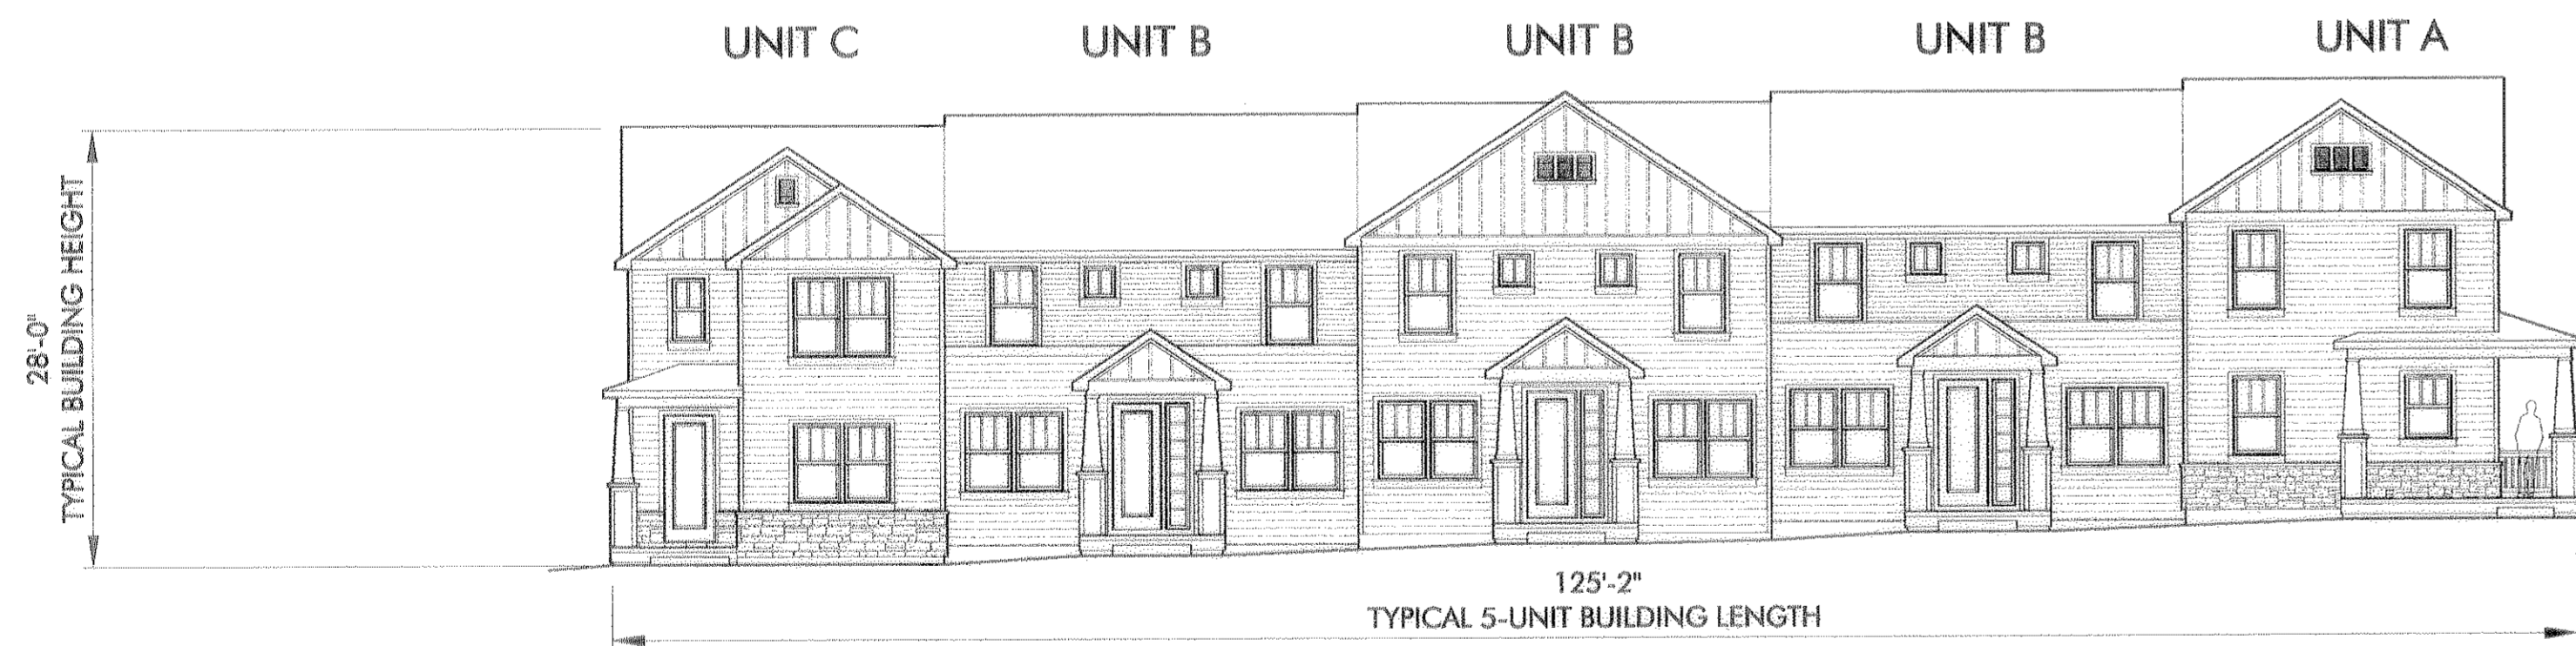 UNIT C
UNIT B
UNIT B
UNIT B
UNIT A
28'-0"
TYPICAL BUILDING HEIGHT
125'-2"
TYPICAL 5-UNIT BUILDING LENGTH